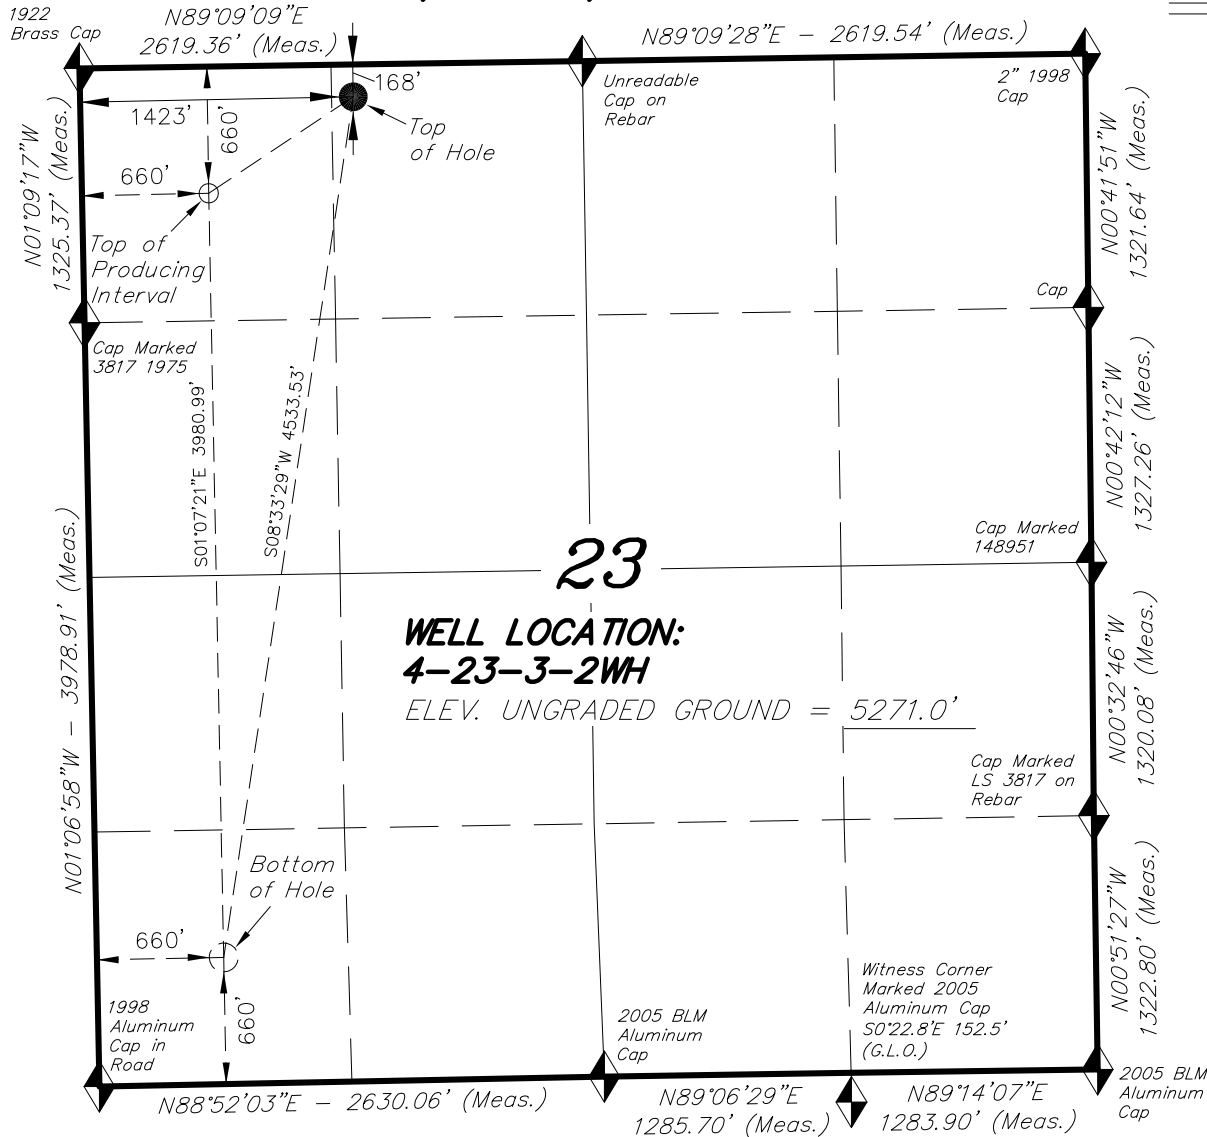 1922
Brass Cap
N89°09'09"E
2619.36' (Meas.)
N89°09'28"E - 2619.54' (Meas.)
168'
Unreadable
Cap on
Rebar
2" 1998
Cap
1423'
660'
Top
of Hole
660'
N01°09'17"W
1325.37' (Meas.)
N00°41'51"W
1321.64' (Meas.)
Top of
Producing
Interval
Cap
Cap Marked
3817 1975
S01°07'21"E 3980.99'
S08°33'29"W 4533.53'
N00°42'12"W
1327.26' (Meas.)
Cap Marked
148951
23
WELL LOCATION:
4-23-3-2WH
ELEV. UNGRADED GROUND = 5271.0'
N01°06'58"W - 3978.91' (Meas.)
N00°32'46"W
1320.08' (Meas.)
Cap Marked
LS 3817 on
Rebar
Bottom
of Hole
660'
660'
N00°51'27"W
1322.80' (Meas.)
1998
Aluminum
Cap in
Road
2005 BLM
Aluminum
Cap
Witness Corner
Marked 2005
Aluminum Cap
S0°22.8'E 152.5'
(G.L.O.)
2005 BLM
Aluminum
Cap
N88°52'03"E - 2630.06' (Meas.)
N89°06'29"E
1285.70' (Meas.)
N89°14'07"E
1283.90' (Meas.)